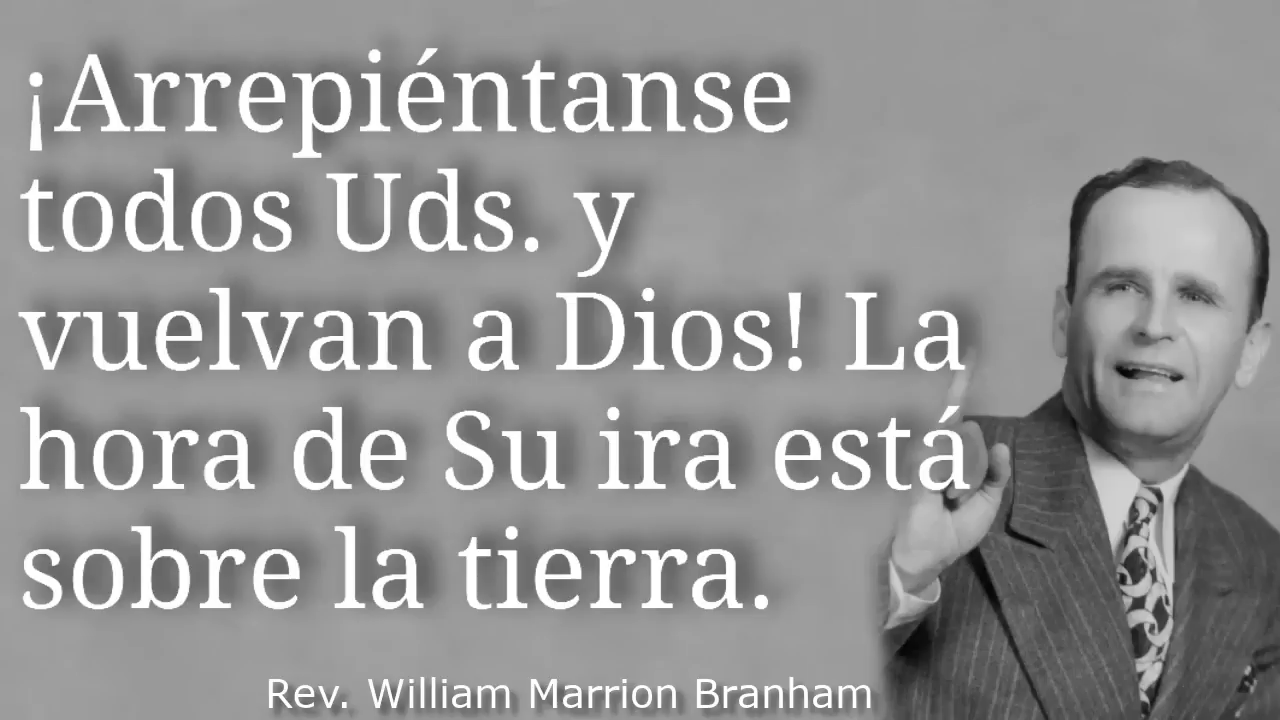 ¡Arrepiéntanse
todos Uds. y
vuelvan a Dios! La
hora de Su ira está
sobre la tierra.
Rev. William Marrion Branham